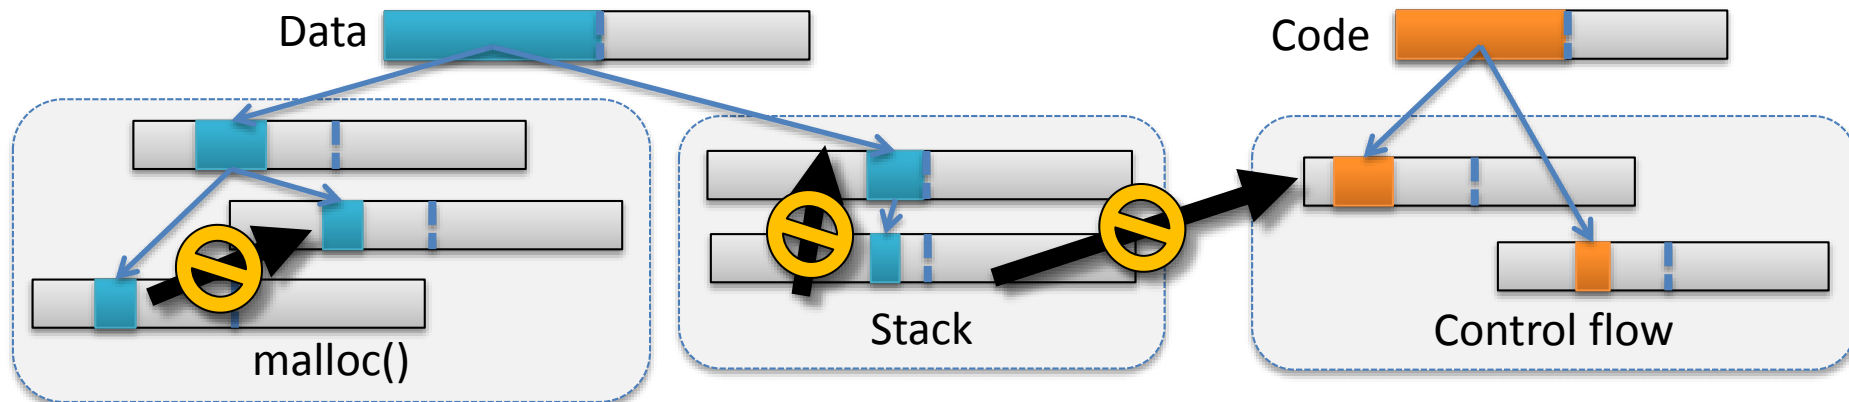 Data
Code
malloc()
Stack
Control flow